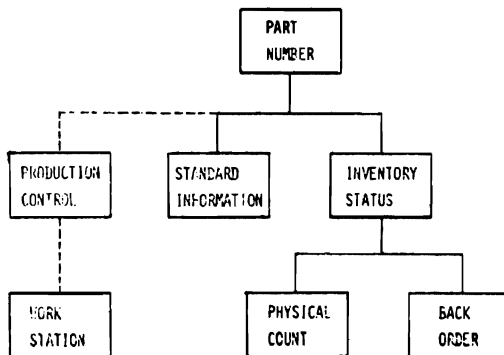 PART
NUMBER
PRODUCTION
CONTROL
STANDARD
INFORMATION
INVENTORY
STATUS
WORK
STATION
PHYSICAL
COUNT
BACK
ORDER